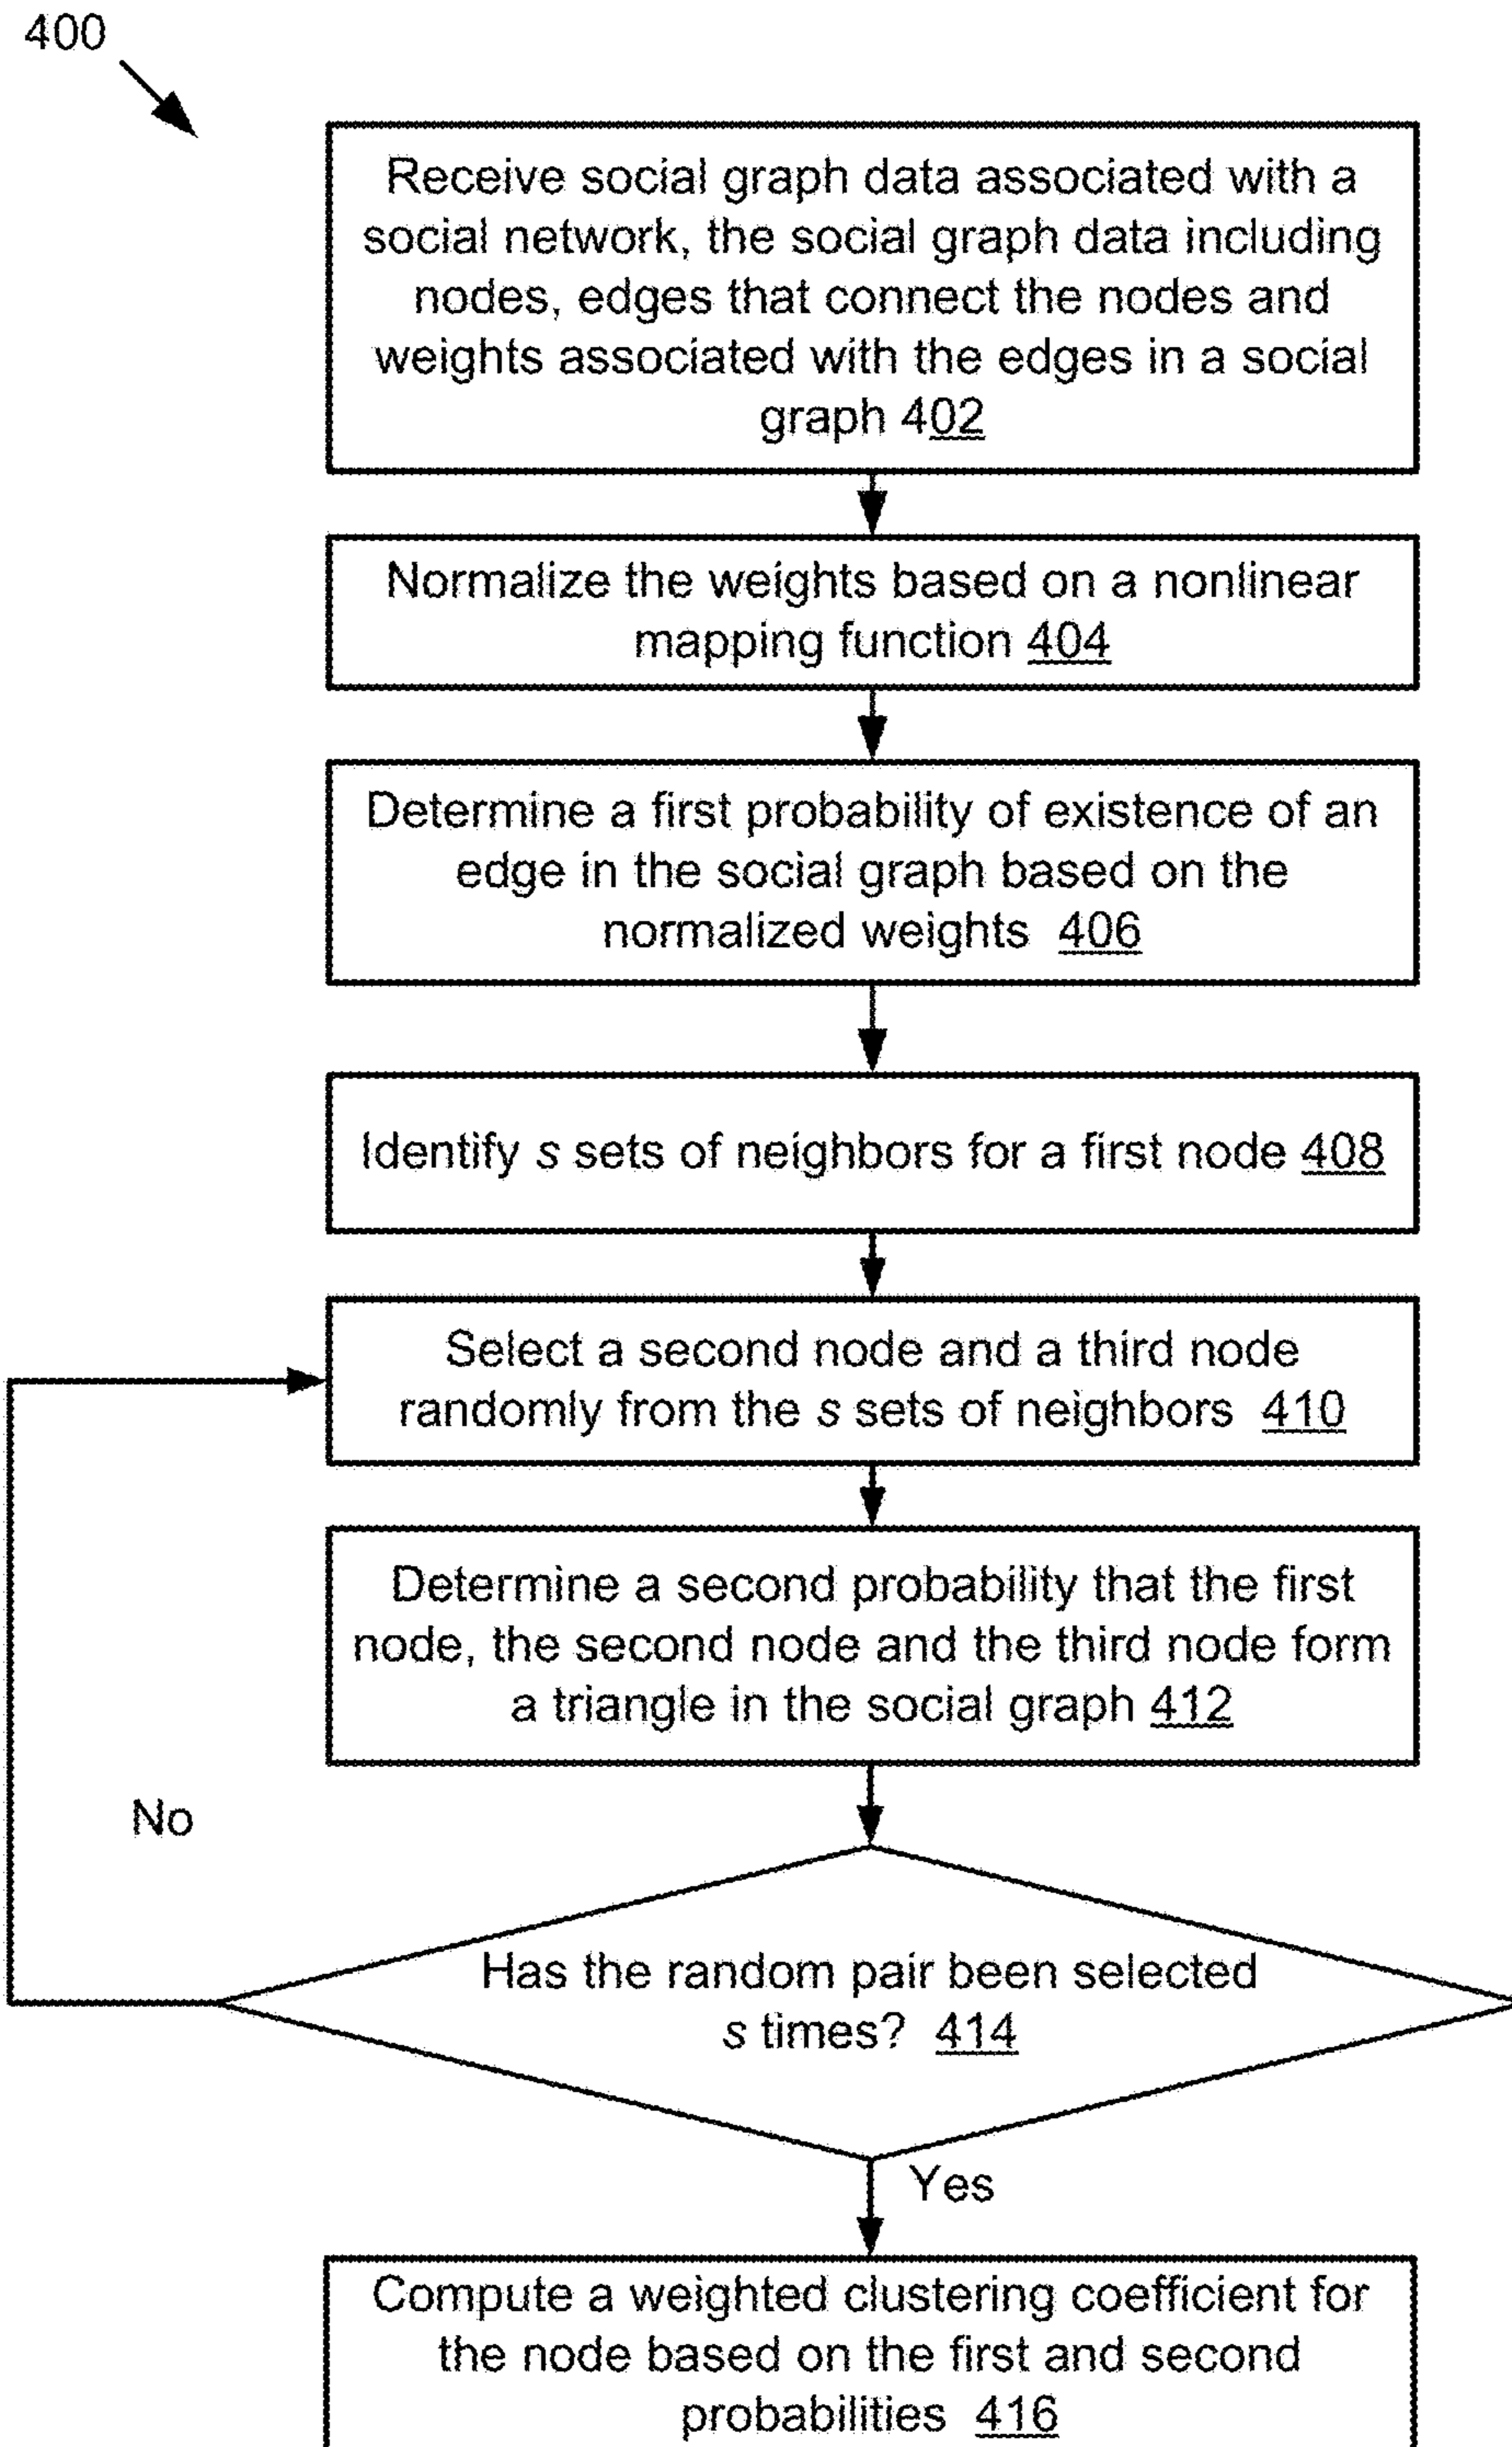 400
Receive social graph data associated with a
social network, the social graph data including
nodes, edges that connect the nodes and
weights associated with the edges in a social
graph 402
Normalize the weights based on a nonlinear
mapping function 404
Determine a first probability of existence of an
edge in the social graph based on the
normalized weights 406
Identify s sets of neighbors for a first node 408
Select a second node and a third node
randomly from the s sets of neighbors 410
Determine a second probability that the first
node, the second node and the third node form
a triangle in the social graph 412
No
Has the random pair been selected
s times? 414
Yes
Compute a weighted clustering coefficient for
the node based on the first and second
probabilities 416